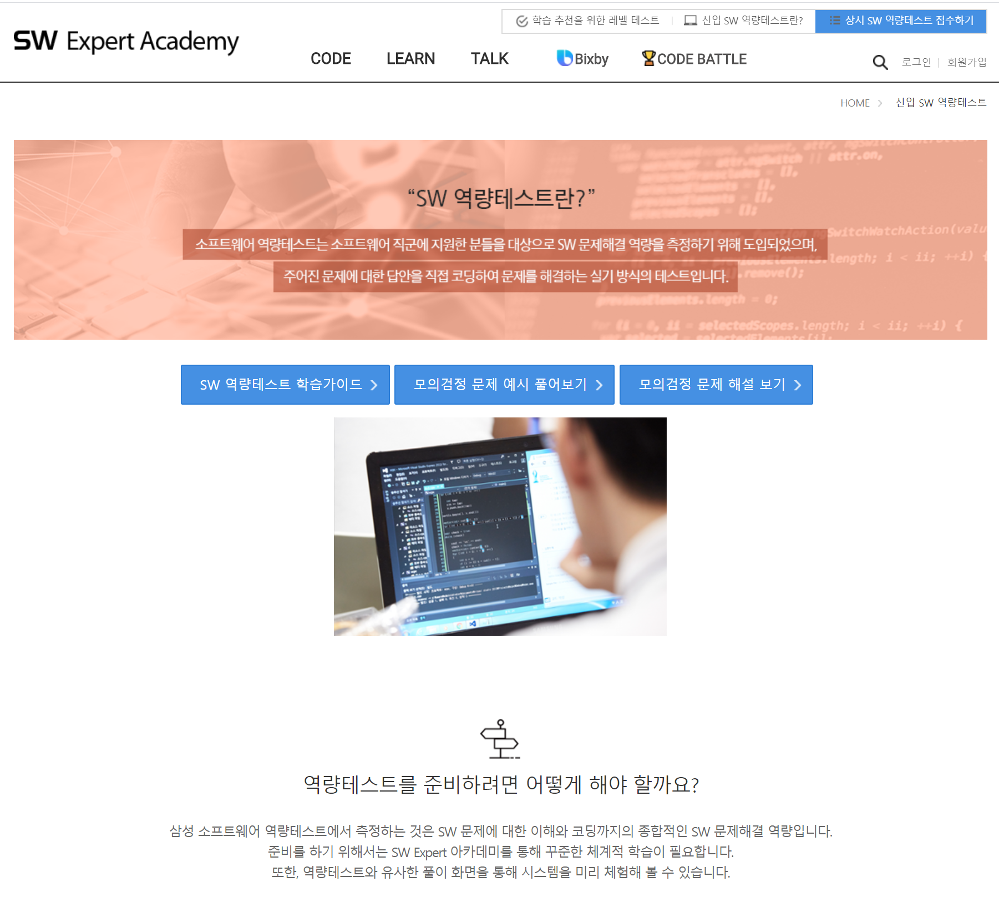 학습 추천을 위한 레벨 테스트
신입 SW 역량테스트란?
상시 SW 역량테스트 접수하기
SW Expert Academy
CODE
LEARN
TALK
Bixby
CODE BATTLE
로그인
회원가입
HOME
신입 SW 역량테스트
“SW 역량테스트란?”
소프트웨어 역량테스트는 소프트웨어 직군에 지원한 분들을 대상으로 SW 문제해결 역량을 측정하기 위해 도입되었으며,
주어진 문제에 대한 답안을 직접 코딩하여 문제를 해결하는 실기 방식의 테스트입니다.
attr.on,
SwitchWatchAction(valu
.length; i < ii; ++i) {
.remove();
previousElements.length = 0;
for (i = 0, ii = selectedScopes.length; i < ii; ++i) {
SW 역량테스트 학습가이드
모의검정 문제 예시 풀어보기
모의검정 문제 해설 보기
역량테스트를 준비하려면 어떻게 해야 할까요?
삼성 소프트웨어 역량테스트에서 측정하는 것은 SW 문제에 대한 이해와 코딩까지의 종합적인 SW 문제해결 역량입니다.
준비를 하기 위해서는 SW Expert 아카데미를 통해 꾸준한 체계적 학습이 필요합니다.
또한, 역량테스트와 유사한 풀이 화면을 통해 시스템을 미리 체험해 볼 수 있습니다.